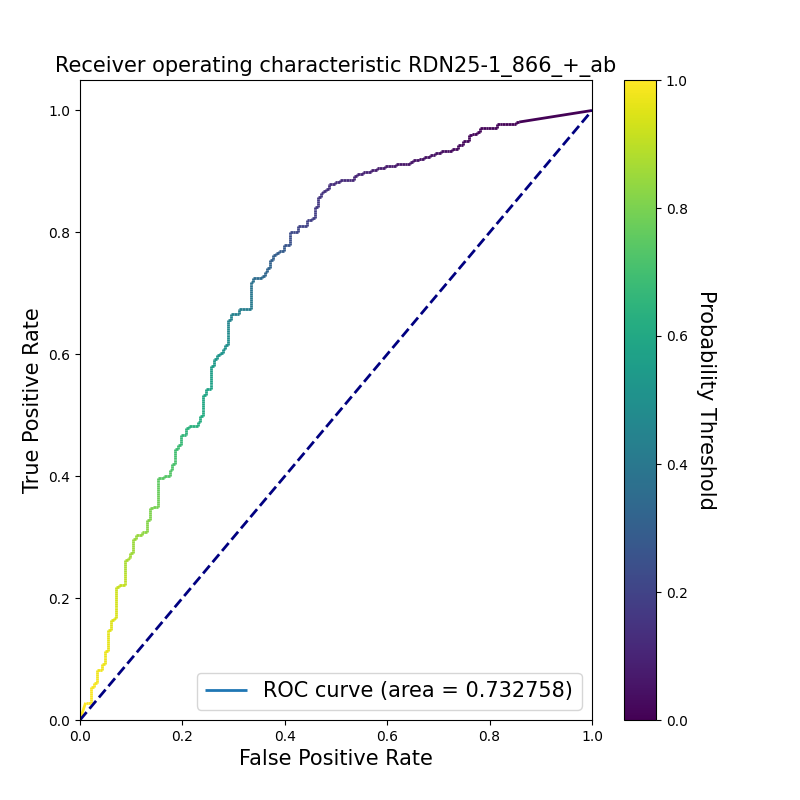 Receiver operating characteristic RDN25-1_866_+_ab
1.0
0.8
0.6
0.4
0.2
0.0
True Positive Rate
0.0 0.2 0.4 0.6 0.8 1.0
False Positive Rate
ROC curve (area = 0.732758)
1.0
0.8
0.6
0.4
0.2
0.0
Probability Threshold